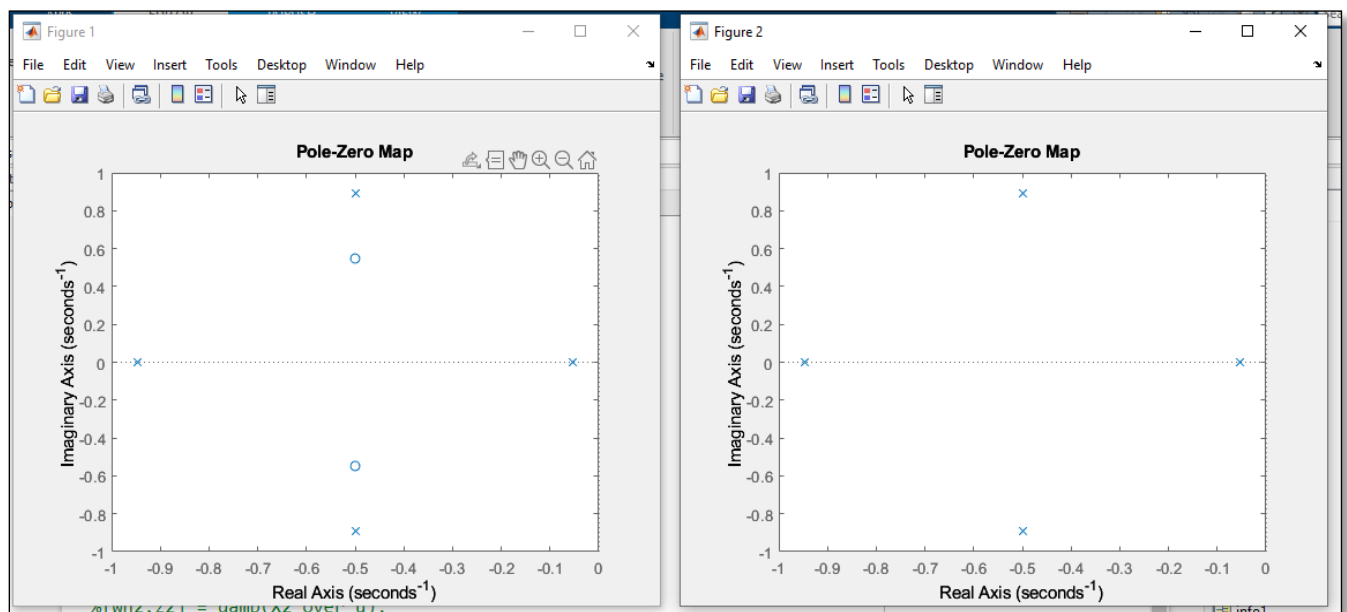 Figure 1
File Edit View Insert Tools Desktop Window Help
Pole-Zero Map
Imaginary Axis (seconds-1)
1
0.8
0.6
0.4
0.2
0
-0.2
-0.4
-0.6
-0.8
-1
-1 -0.9 -0.8 -0.7 -0.6 -0.5 -0.4 -0.3 -0.2 -0.1 0
Real Axis (seconds-1)
Figure 2
File Edit View Insert Tools Desktop Window Help
Pole-Zero Map
Imaginary Axis (seconds-1)
1
0.8
0.6
0.4
0.2
0
-0.2
-0.4
-0.6
-0.8
-1
-1 -0.9 -0.8 -0.7 -0.6 -0.5 -0.4 -0.3 -0.2 -0.1 0
Real Axis (seconds-1)
info1